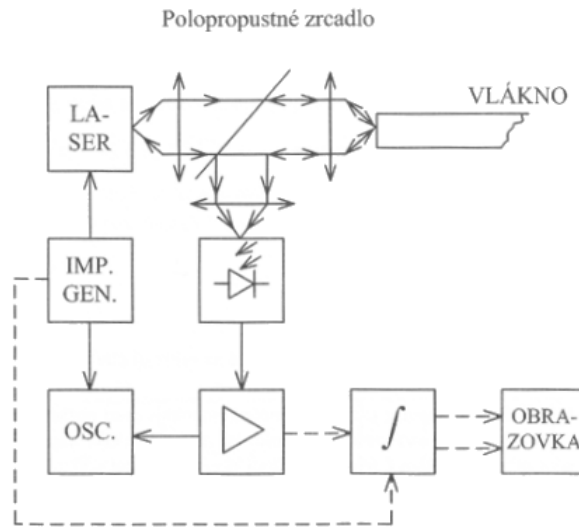 Polopropustné zrcadlo
LA-
SER
VLÁKNO
IMP.
GEN.
OSC.
∫
OBRA-
ZOVKA